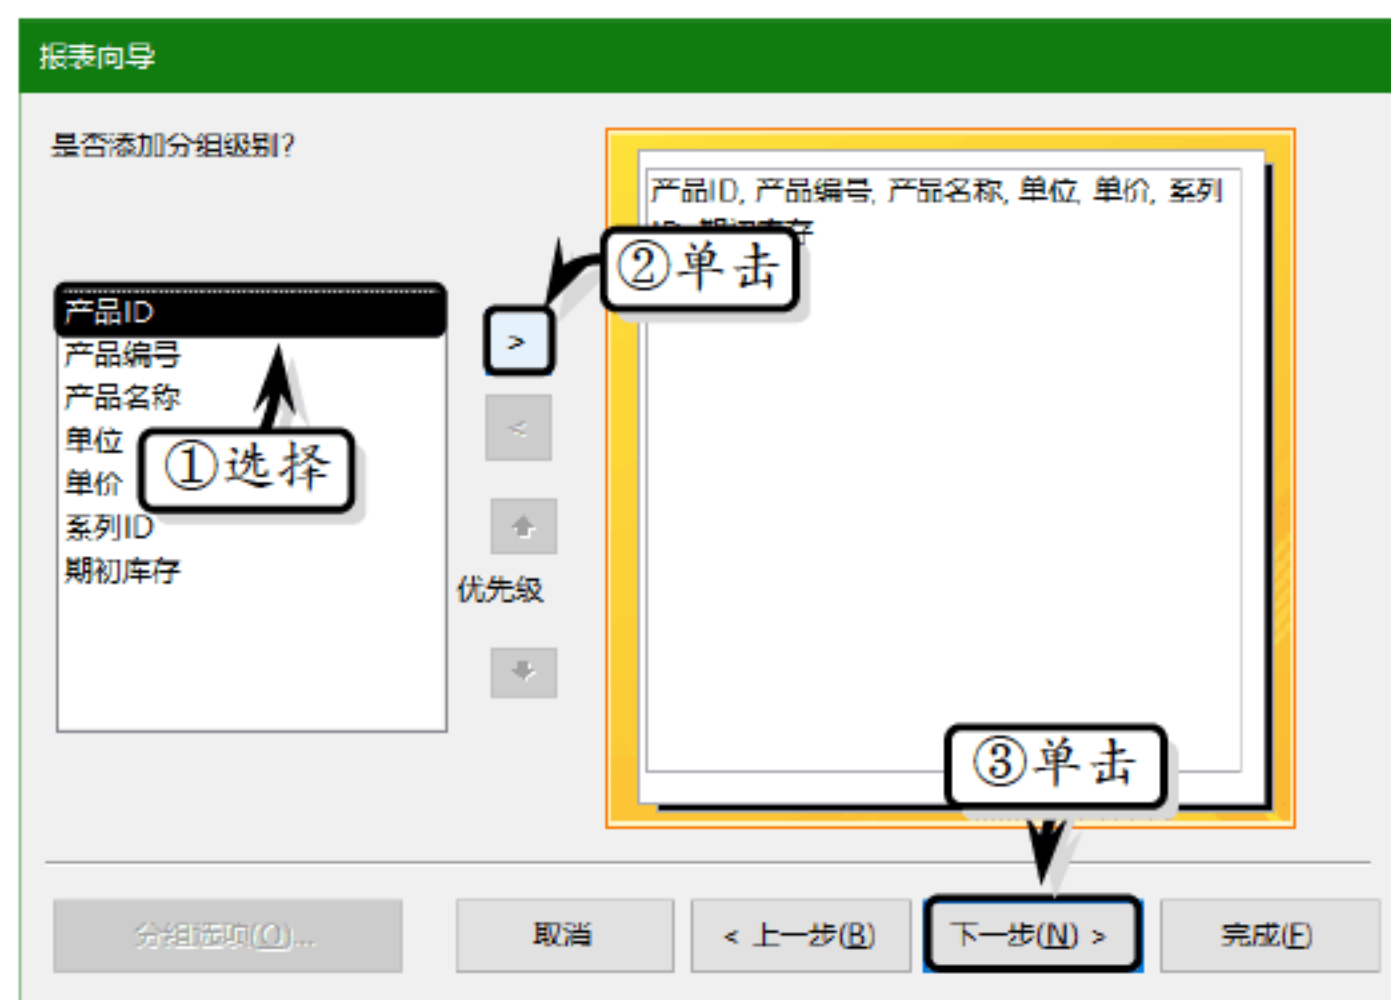 报表向导
是否添加分组级别?
产品ID, 产品编号, 产品名称, 单位, 单价, 系列
期初库存
②单击
产品ID
>
产品编号
产品名称
<
单位
①选择
单价
系列ID
期初库存
优先级
③单击
分组选项(O)...
取消
< 上一步(B)
下一步(N) >
完成(F)